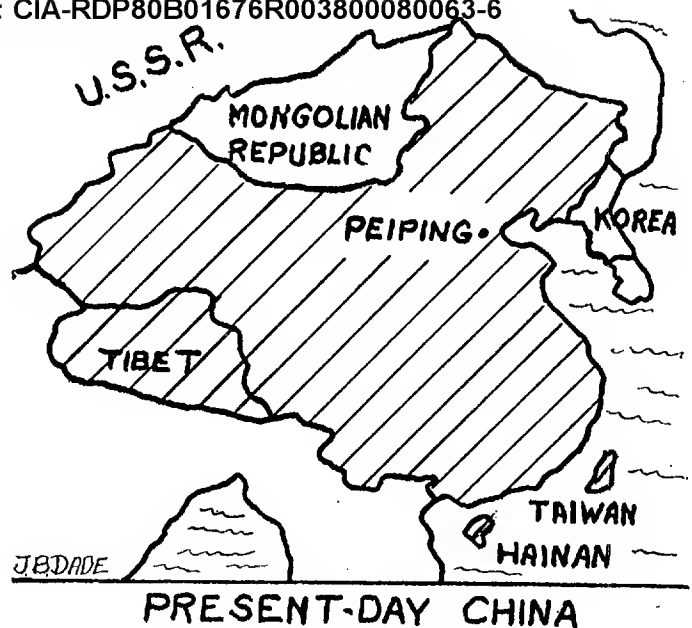 : CIA-RDP80B01676R003800080063-6
U.S.S.R.
MONGOLIAN
REPUBLIC
PEIPING
KOREA
TIBET
TAIWAN
HAINAN
J.B.DADE
PRESENT-DAY CHINA